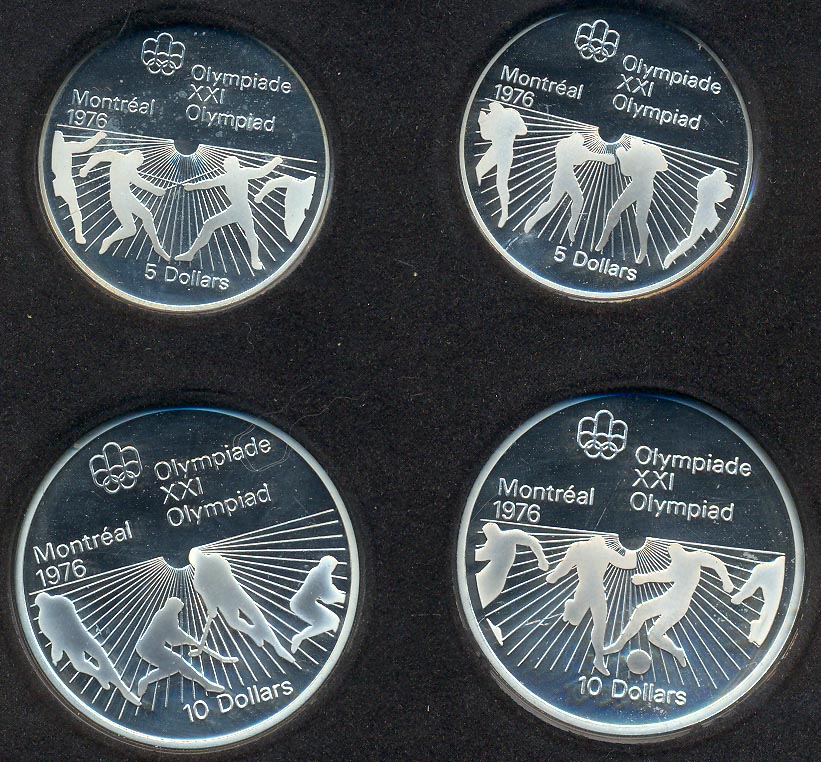 Olympiade
XXI
Olympiad
Montréal
1976
5 Dollars
Olympiade
XXI
Olympiad
Montréal
1976
5 Dollars
Olympiade
XXI
Olympiad
Montréal
1976
10 Dollars
Olympiade
XXI
Olympiad
Montréal
1976
10 Dollars